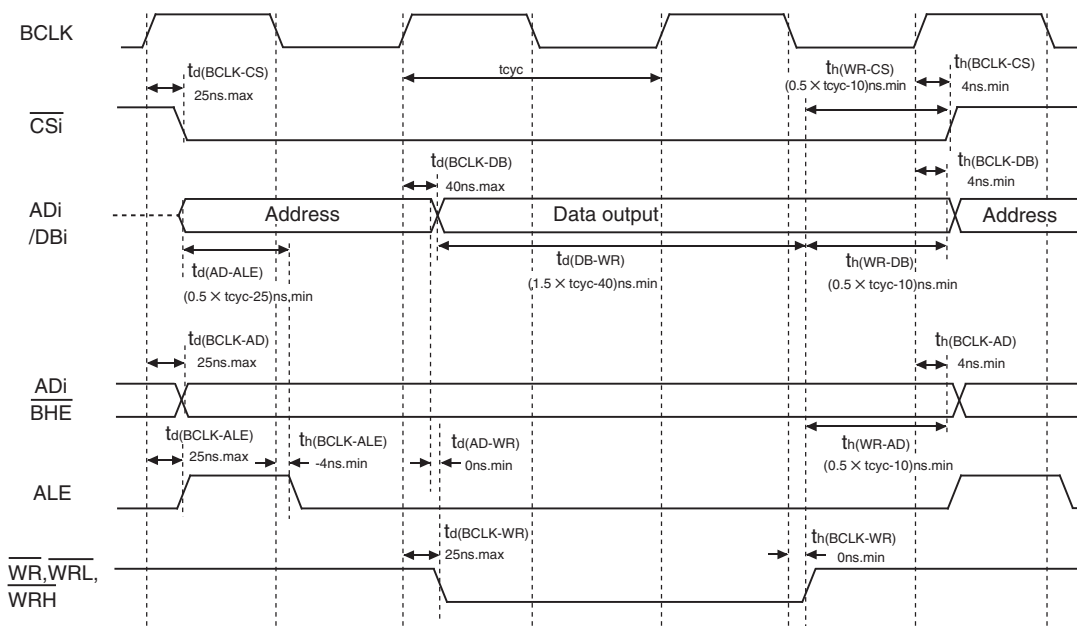 BCLK
td(BCLK-CS)
25ns.max
tcyc
th(WR-CS)
(0.5 × tcyc-10)ns.min
th(BCLK-CS)
4ns.min
CSi
td(BCLK-DB)
40ns.max
th(BCLK-DB)
4ns.min
ADi
/DBi
Address
Data output
Address
td(AD-ALE)
(0.5 × tcyc-25)ns.min
td(DB-WR)
(1.5 × tcyc-40)ns.min
th(WR-DB)
(0.5 × tcyc-10)ns.min
td(BCLK-AD)
25ns.max
th(BCLK-AD)
4ns.min
ADi
BHE
td(BCLK-ALE)
25ns.max
th(BCLK-ALE)
-4ns.min
td(AD-WR)
0ns.min
th(WR-AD)
(0.5 × tcyc-10)ns.min
ALE
td(BCLK-WR)
25ns.max
th(BCLK-WR)
0ns.min
WR,WRL,
WRH